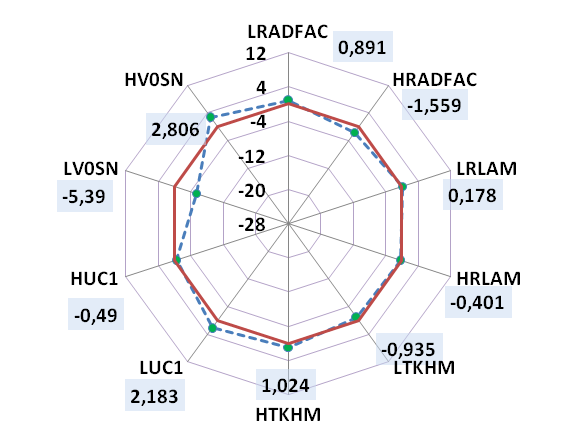 LRADFAC
12
0,891
HV0SN
4
HRADFAC
-1,559
2,806
-4
LV0SN
-12
LRLAM
-5,39
-20
0,178
-28
HUC1
HRLAM
-0,49
-0,401
-0,935
LUC1
LTKHM
2,183
1,024
HTKHM